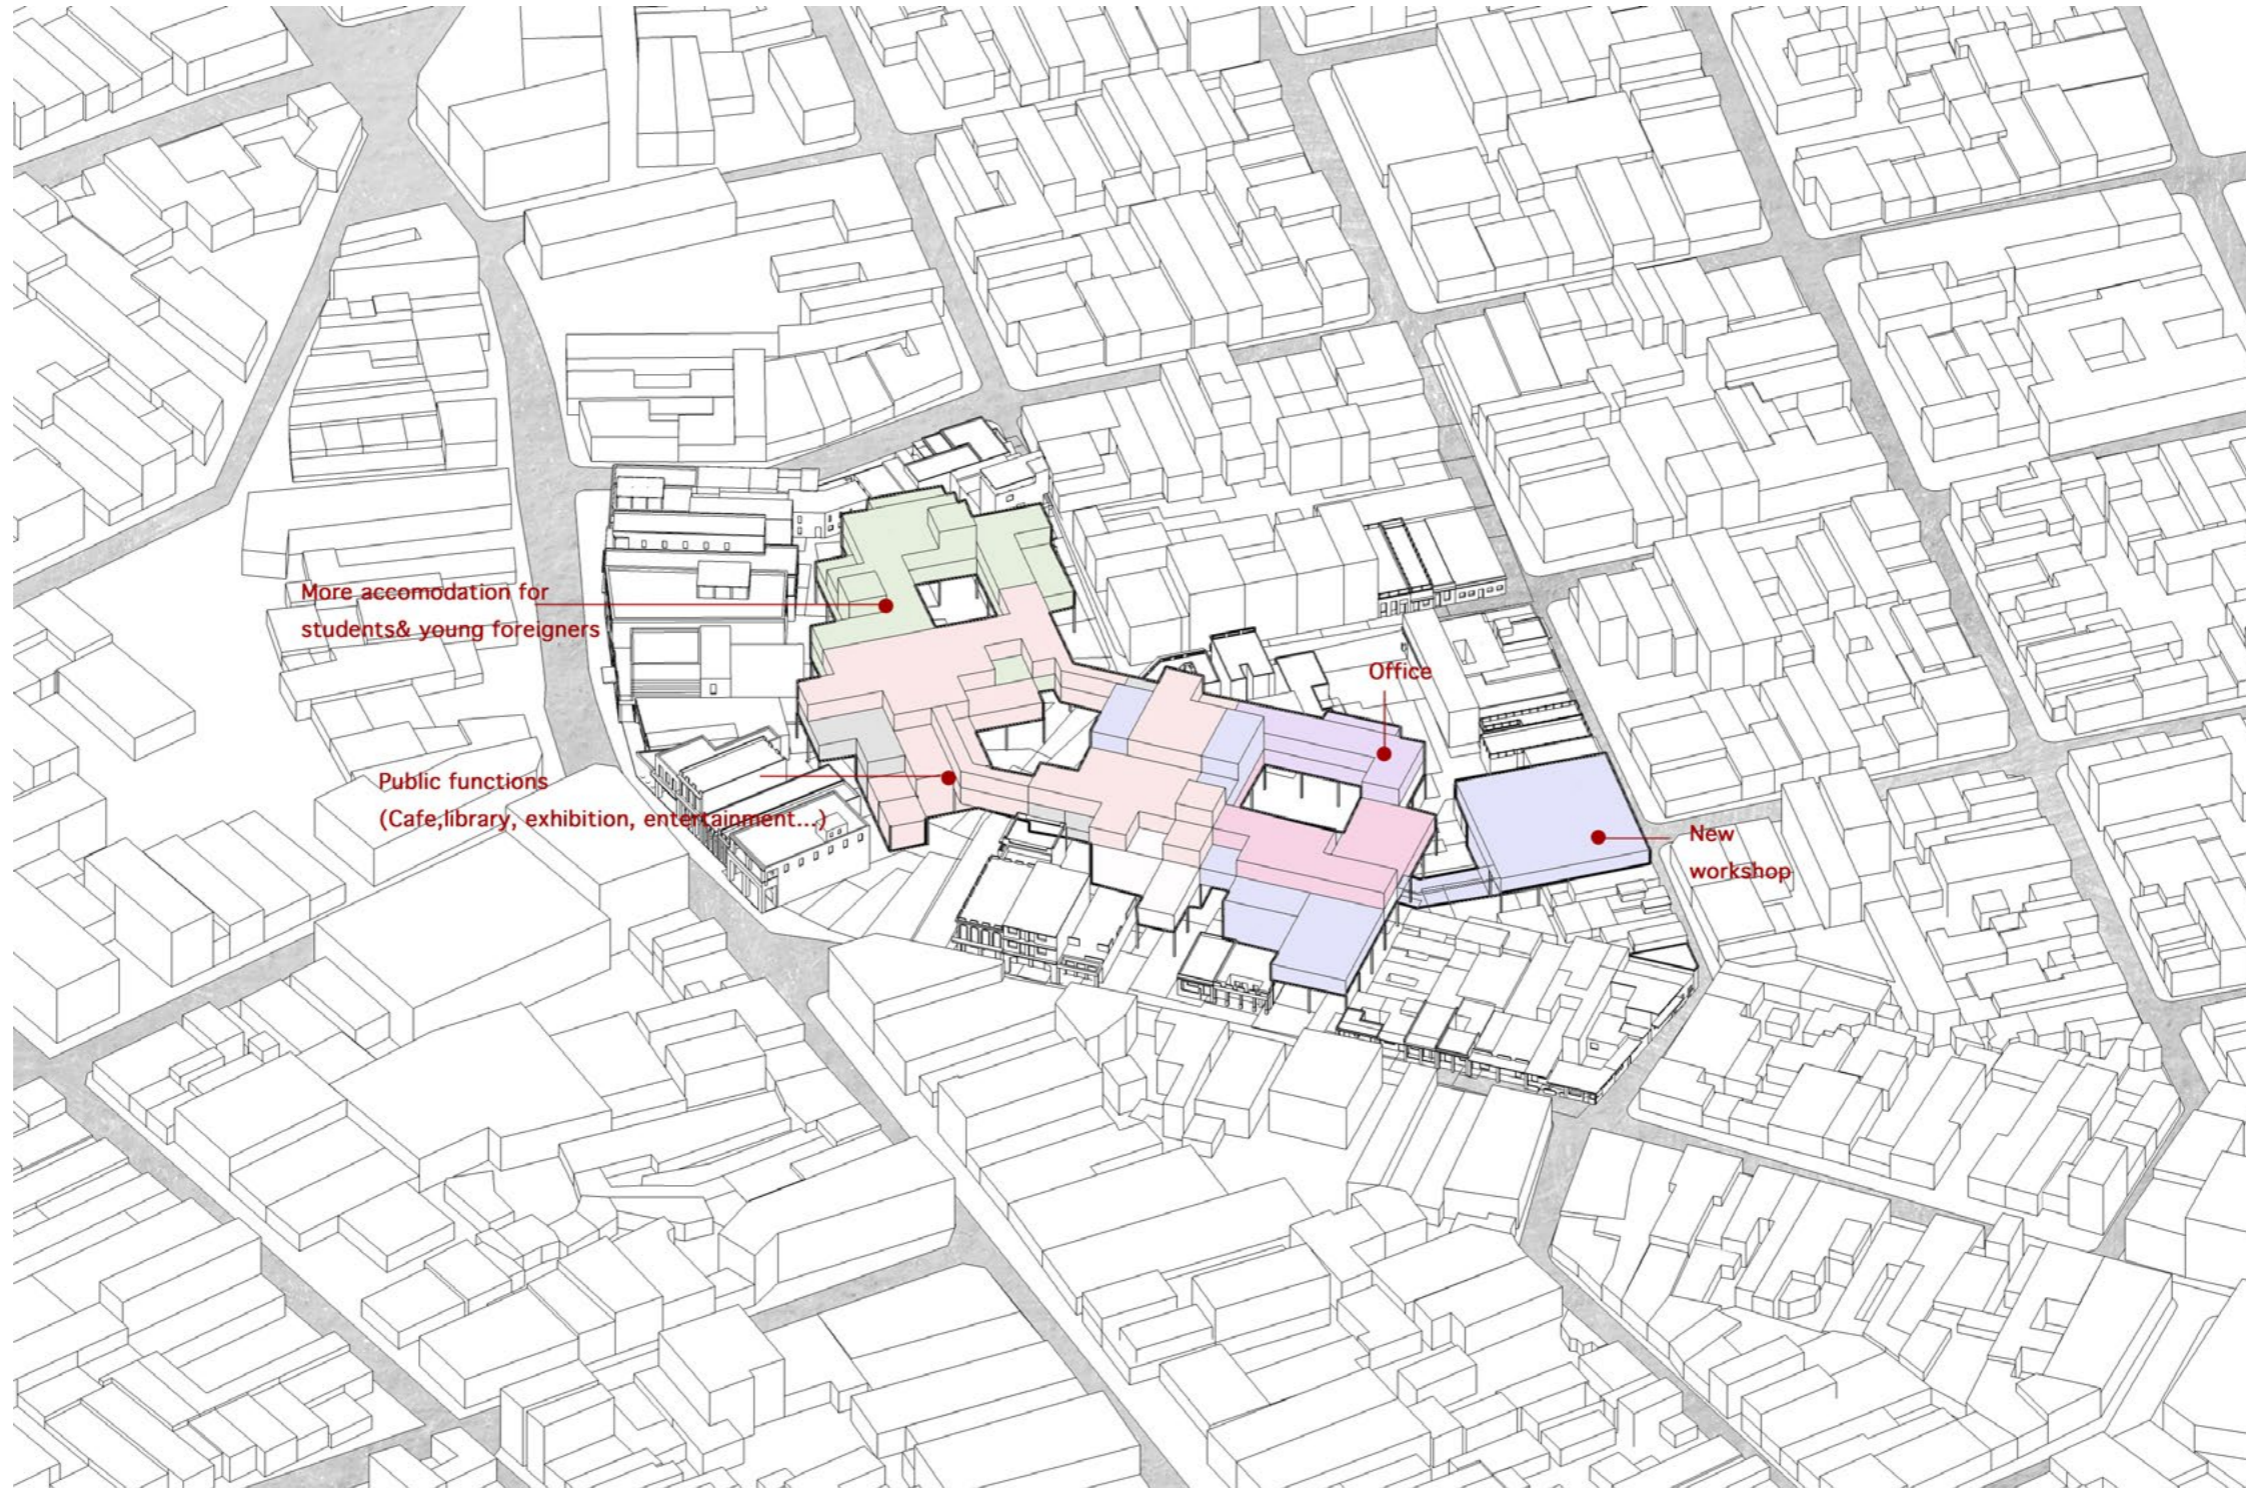 More accomodation for
students& young foreigners
Office
Public functions
(Cafe,library, exhibition, entertainment...)
New
workshop